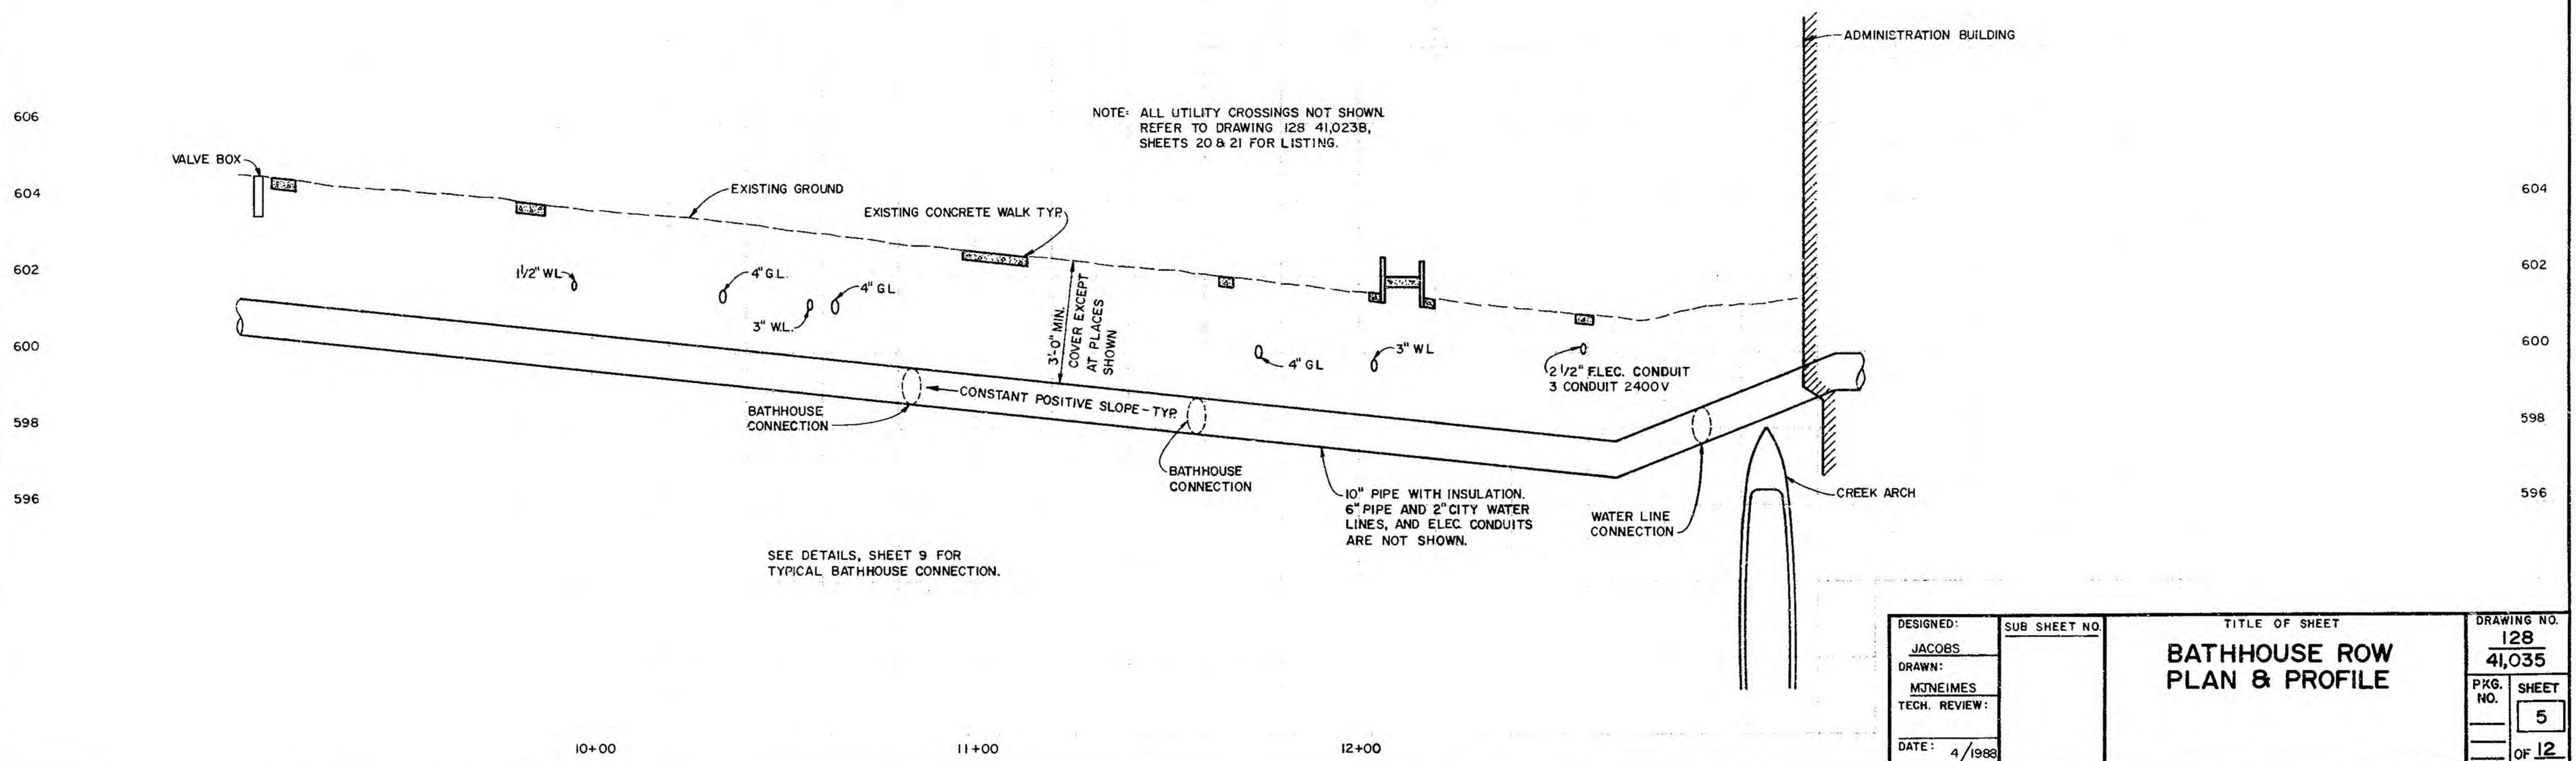 ADMINISTRATION BUILDING
606
NOTE: ALL UTILITY CROSSINGS NOT SHOWN.
REFER TO DRAWING 128 41,023B,
SHEETS 20 & 21 FOR LISTING.
VALVE BOX
604
EXISTING GROUND
604
EXISTING CONCRETE WALK TYP.
602
1 1/2" WL
4" G.L.
4" GL
3" W.L.
602
3'-0" MIN.
COVER EXCEPT
AT PLACES
SHOWN
600
4" GL
3" WL
2 1/2" ELEC. CONDUIT
3 CONDUIT 2400V
600
CONSTANT POSITIVE SLOPE-TYP.
BATHHOUSE
CONNECTION
598
598
BATHHOUSE
CONNECTION
596
10" PIPE WITH INSULATION.
6" PIPE AND 2" CITY WATER
LINES, AND ELEC. CONDUITS
ARE NOT SHOWN.
WATER LINE
CONNECTION
CREEK ARCH
596
SEE DETAILS, SHEET 9 FOR
TYPICAL BATHHOUSE CONNECTION.
10+00
11+00
12+00
DESIGNED:
JACOBS
DRAWN:
MJNEIMES
TECH. REVIEW:
DATE: 4/1988
SUB SHEET NO.
TITLE OF SHEET
BATHHOUSE ROW
PLAN & PROFILE
DRAWING NO.
128
41,035
PKG.
NO.
SHEET
5
OF 12